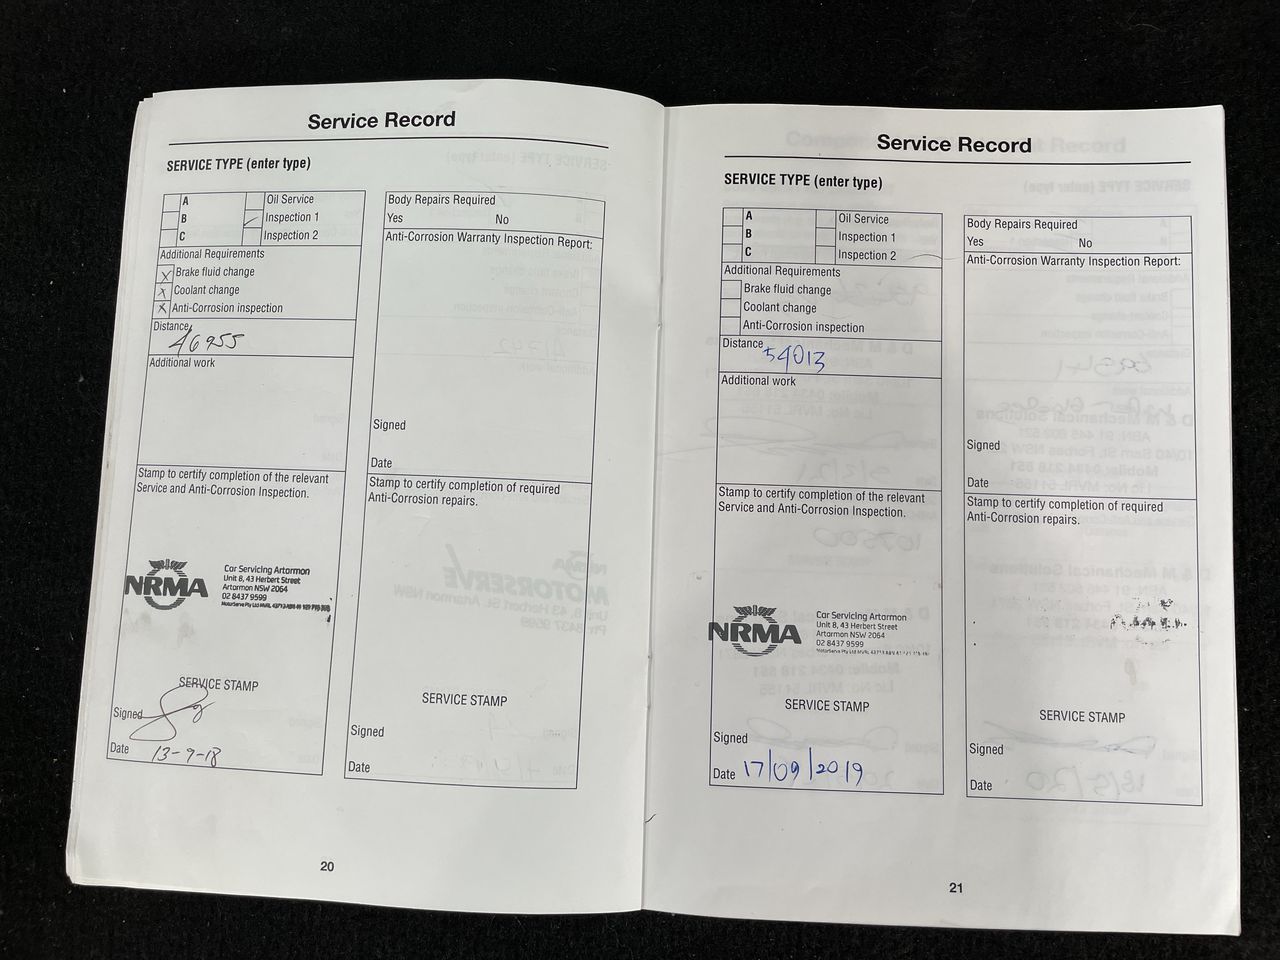 Service Record
SERVICE TYPE (enter type)
A Oil Service
B Inspection 1
C Inspection 2
Additional Requirements
Brake fluid change
Coolant change
Anti-Corrosion inspection
Distance
46955
Additional work
Stamp to certify completion of the relevant
Service and Anti-Corrosion Inspection.
NRMA
Car Servicing Artarmon
Unit 8, 43 Herbert Street
Artarmon NSW 2064
02 8437 9599
SERVICE STAMP
Signed
Date 13-9-18
Body Repairs Required
Yes No
Anti-Corrosion Warranty Inspection Report:
Signed
Date
Stamp to certify completion of required
Anti-Corrosion repairs.
SERVICE STAMP
Signed
Date
20
Service Record
SERVICE TYPE (enter type)
A Oil Service
B Inspection 1
C Inspection 2
Additional Requirements
Brake fluid change
Coolant change
Anti-Corrosion inspection
Distance
54013
Additional work
Stamp to certify completion of the relevant
Service and Anti-Corrosion Inspection.
NRMA
Car Servicing Artarmon
Unit 8, 43 Herbert Street
Artarmon NSW 2064
02 8437 9599
SERVICE STAMP
Signed
Date 17/09/2019
Body Repairs Required
Yes No
Anti-Corrosion Warranty Inspection Report:
Signed
Date
Stamp to certify completion of required
Anti-Corrosion repairs.
SERVICE STAMP
Signed
Date
21